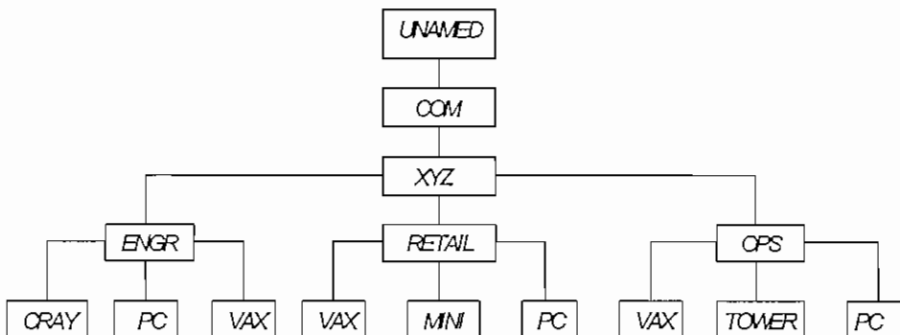 UNAMED
COM
XYZ
ENGR RETAIL OPS
CRAY PC VAX VAX MINI PC VAX TOWER PC